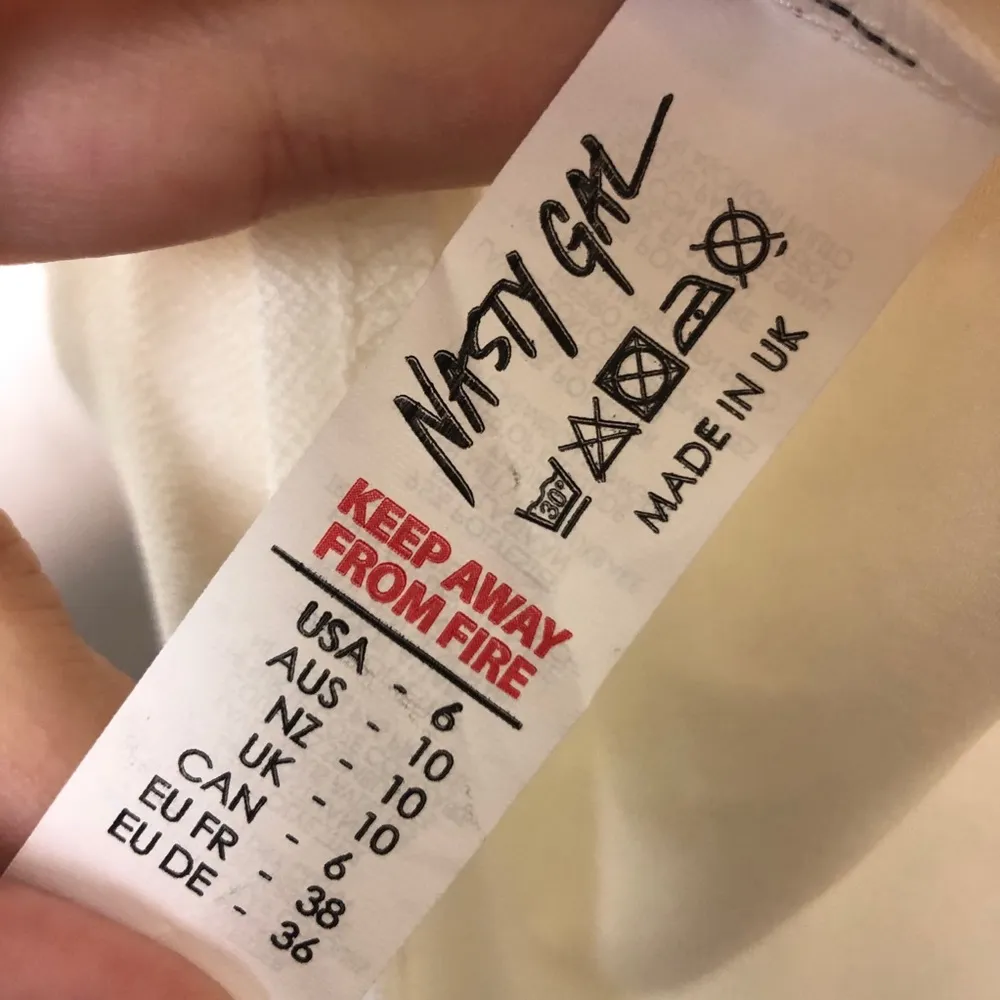 NASTY GAL
30°
MADE IN UK
KEEP AWAY
FROM FIRE
USA - 6
AUS - 10
NZ - 10
UK - 10
CAN - 6
EU FR - 38
EU DE - 36